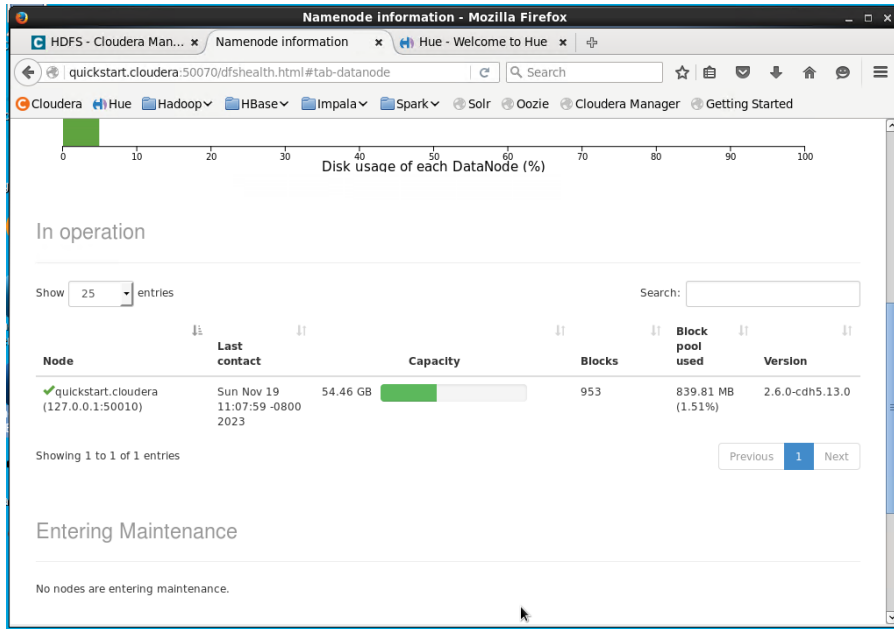 Namenode information - Mozilla Firefox
HDFS - Cloudera Man... Namenode information Hue - Welcome to Hue
quickstart.cloudera:50070/dfshealth.html#tab-datanode Search
Cloudera Hue Hadoop HBase Impala Spark Solr Oozie Cloudera Manager Getting Started
0 10 20 30 40 50 60 70 80 90 100
Disk usage of each DataNode (%)
In operation
Show 25 entries Search:
Node Last contact Capacity Blocks Block pool used Version
quickstart.cloudera (127.0.0.1:50010) Sun Nov 19 11:07:59 -0800 2023 54.46 GB 953 839.81 MB (1.51%) 2.6.0-cdh5.13.0
Showing 1 to 1 of 1 entries Previous 1 Next
Entering Maintenance
No nodes are entering maintenance.